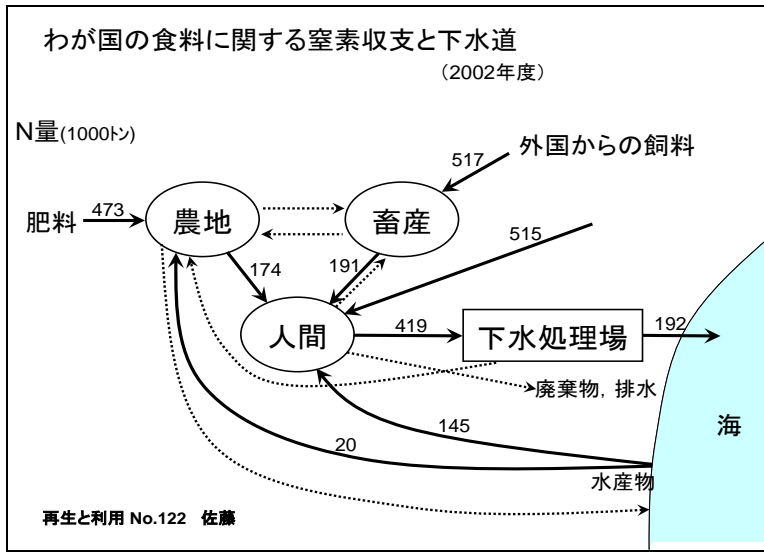 わが国の食料に関する窒素収支と下水道
（2002年度）
N量(1000ﾄﾝ)
517
外国からの飼料
肥料
473
農地
畜産
515
174
191
人間
419
下水処理場
192
廃棄物，排水
145
海
20
水産物
再生と利用 No.122 佐藤